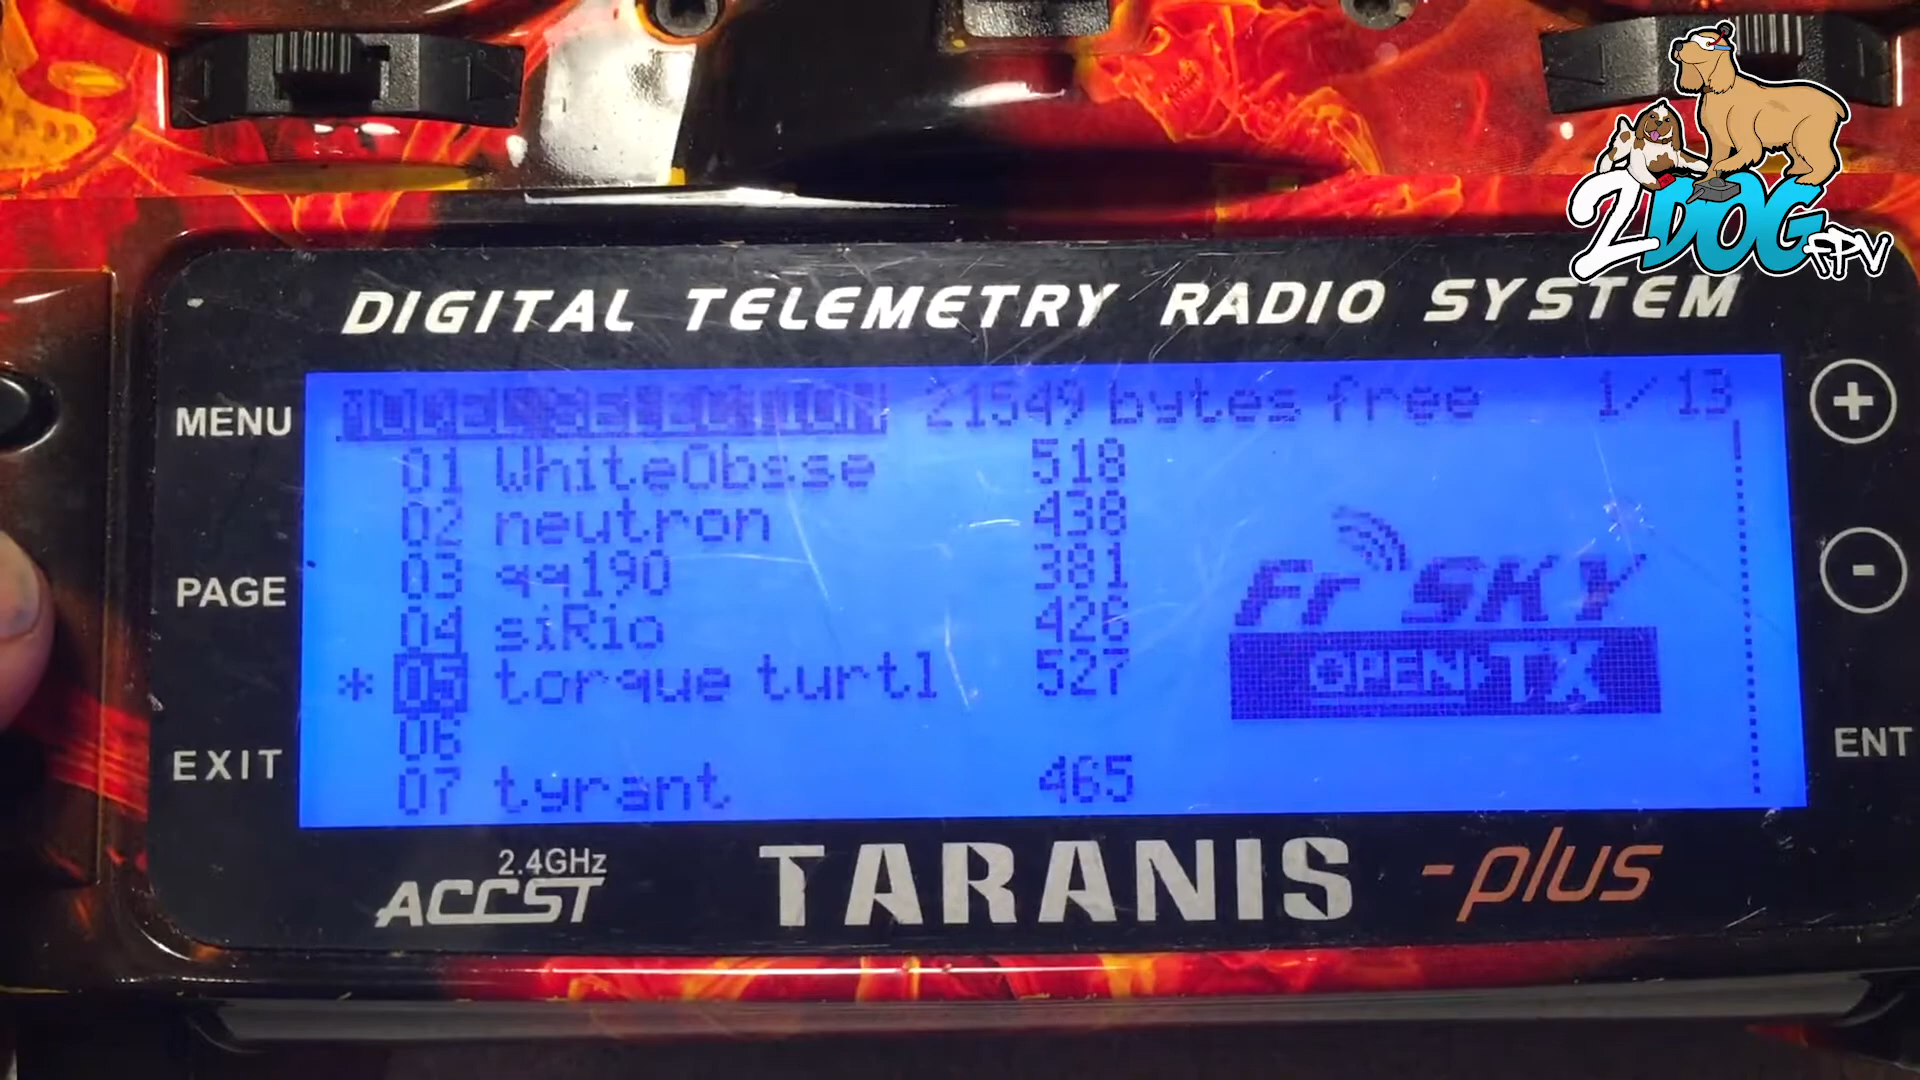 2DOG FPV
DIGITAL TELEMETRY RADIO SYSTEM
MENU
PAGE
EXIT
MODEL SELECTION 21549 bytes free 1/13
01 WhiteObsse 518
02 neutron 438
03 qq190 381
04 siRio 426
* 05 torque turtl 527
06
07 tyrant 465
FrSKY
OPEN TX
+
-
ENT
2.4GHz
ACCST
TARANIS -plus